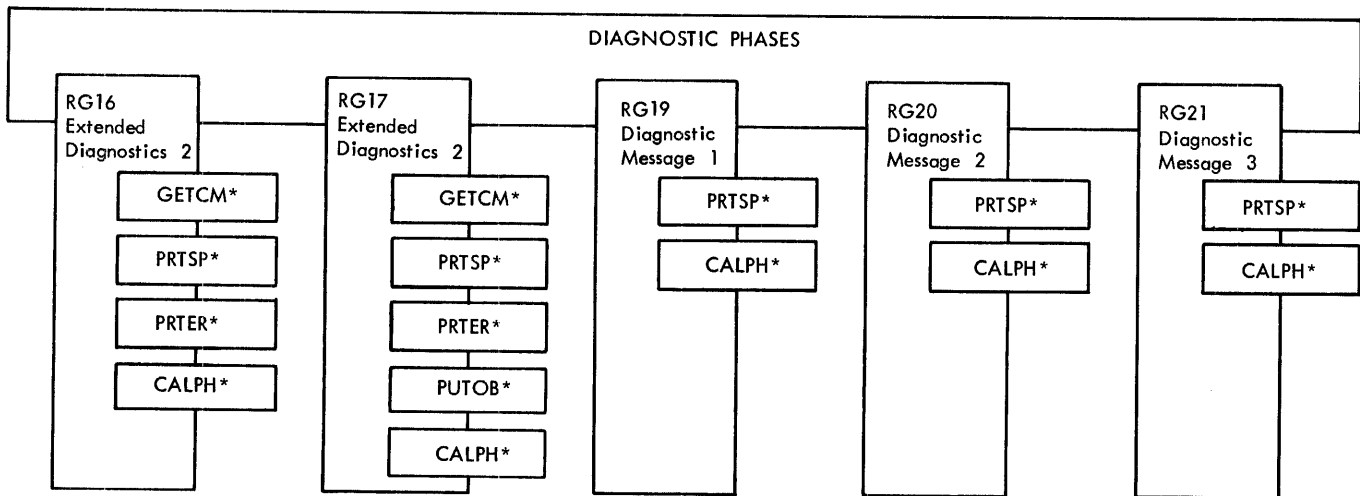 DIAGNOSTIC PHASES
RG16
Extended
Diagnostics 2
GETCM*
PRTSP*
PRTER*
CALPH*
RG17
Extended
Diagnostics 2
GETCM*
PRTSP*
PRTER*
PUTOB*
CALPH*
RG19
Diagnostic
Message 1
PRTSP*
CALPH*
RG20
Diagnostic
Message 2
PRTSP*
CALPH*
RG21
Diagnostic
Message 3
PRTSP*
CALPH*